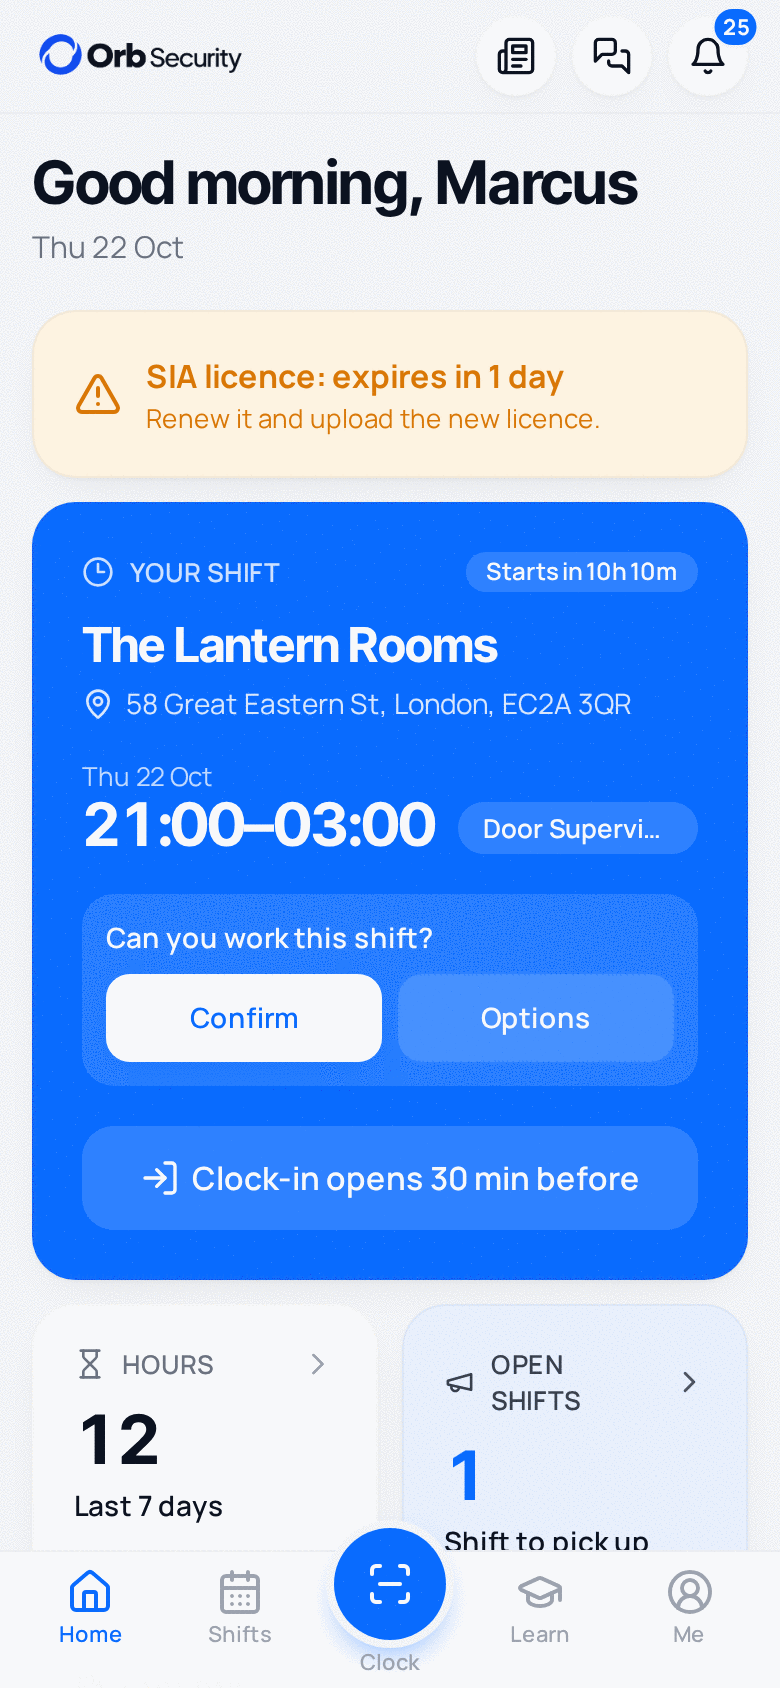 Orb Security
25
Good morning, Marcus
Thu 22 Oct
SIA licence: expires in 1 day
Renew it and upload the new licence.
YOUR SHIFT
Starts in 10h 10m
The Lantern Rooms
58 Great Eastern St, London, EC2A 3QR
Thu 22 Oct
21:00–03:00
Door Supervi...
Can you work this shift?
Confirm
Options
Clock-in opens 30 min before
HOURS
12
Last 7 days
OPEN
SHIFTS
1
Shift to pick up
Home
Shifts
Clock
Learn
Me